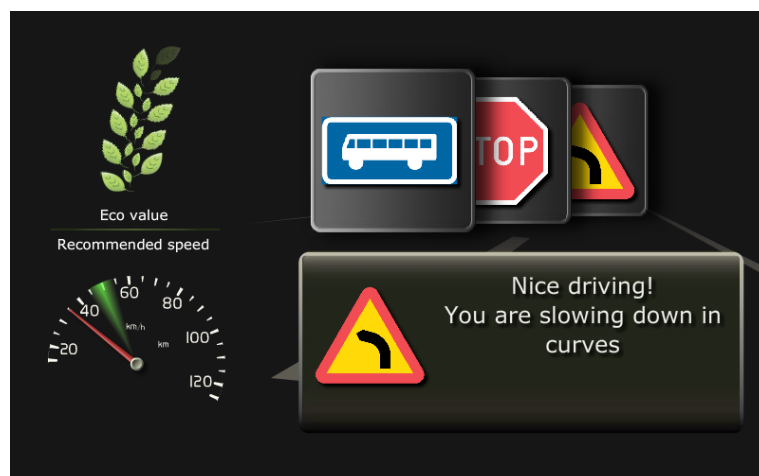 TOP
Eco value
Recommended speed
20
40
60
80
100
120
km/h
km
Nice driving!
You are slowing down in
curves